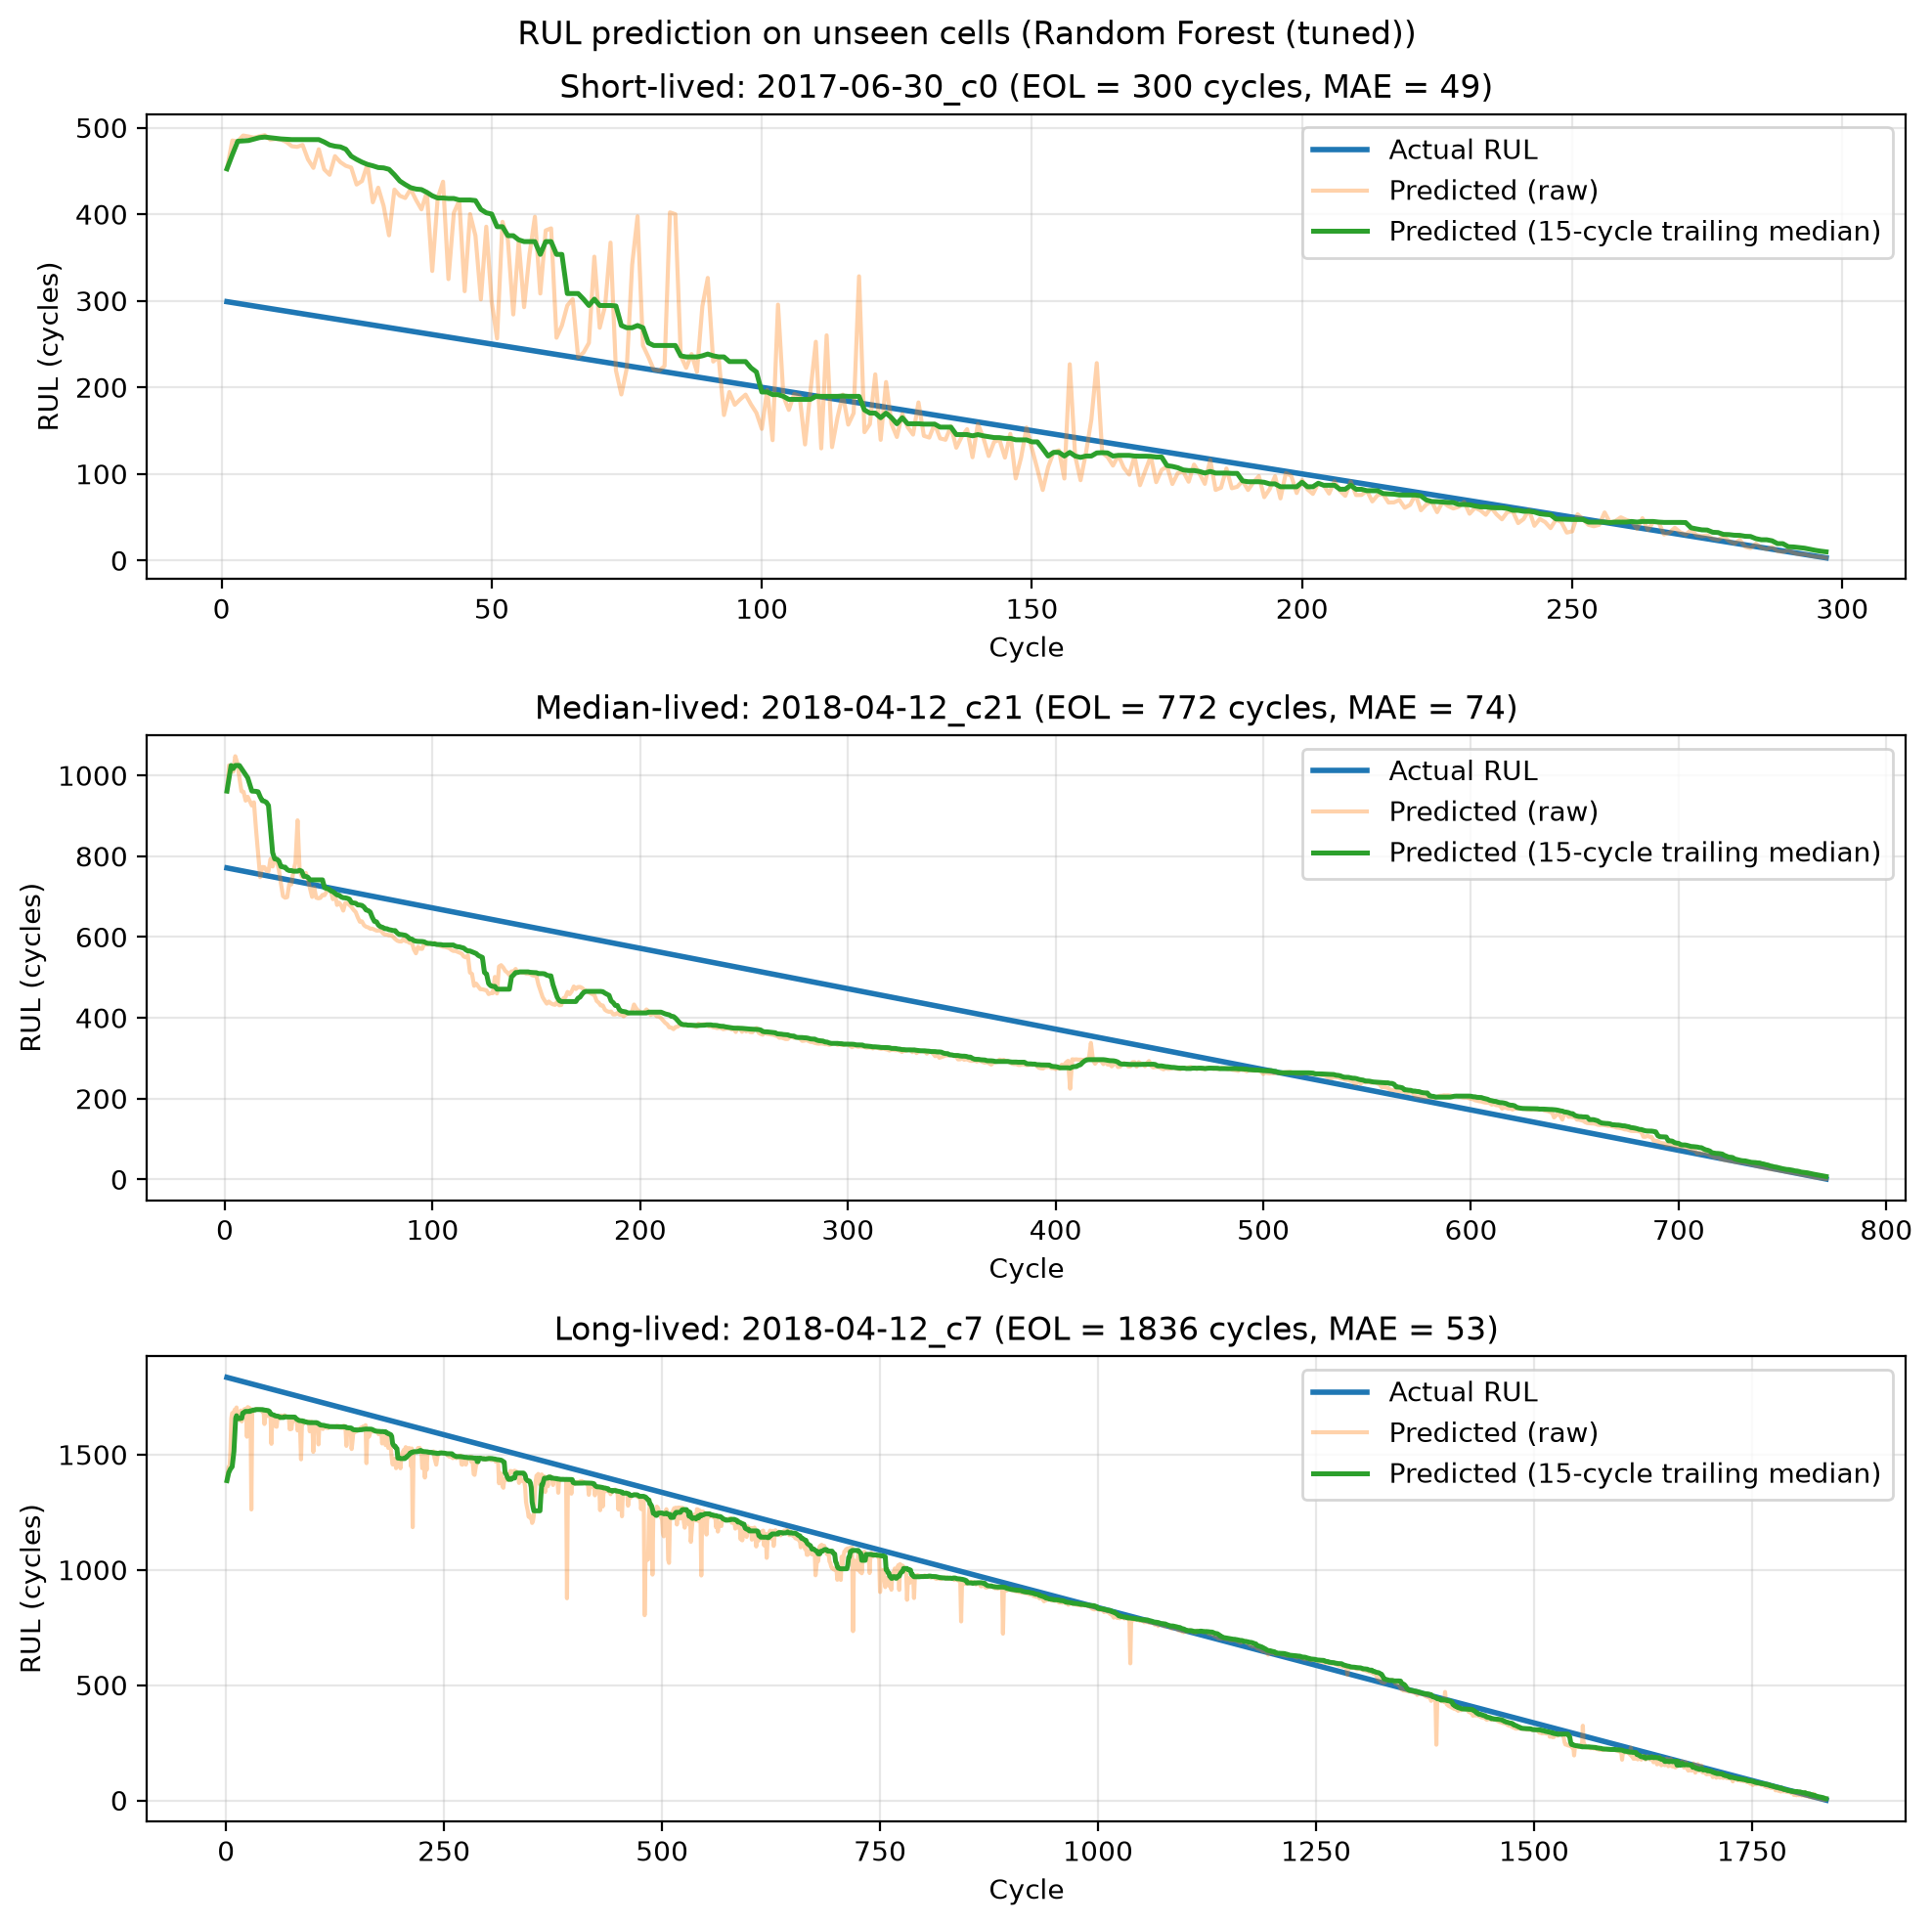 RUL prediction on unseen cells (Random Forest (tuned))
Short-lived: 2017-06-30_c0 (EOL = 300 cycles, MAE = 49)
500
400
300
200
100
0
RUL (cycles)
Actual RUL
Predicted (raw)
Predicted (15-cycle trailing median)
0 50 100 150 200 250 300
Cycle
Median-lived: 2018-04-12_c21 (EOL = 772 cycles, MAE = 74)
1000
800
600
400
200
0
RUL (cycles)
Actual RUL
Predicted (raw)
Predicted (15-cycle trailing median)
0 100 200 300 400 500 600 700 800
Cycle
Long-lived: 2018-04-12_c7 (EOL = 1836 cycles, MAE = 53)
1500
1000
500
0
RUL (cycles)
Actual RUL
Predicted (raw)
Predicted (15-cycle trailing median)
0 250 500 750 1000 1250 1500 1750
Cycle